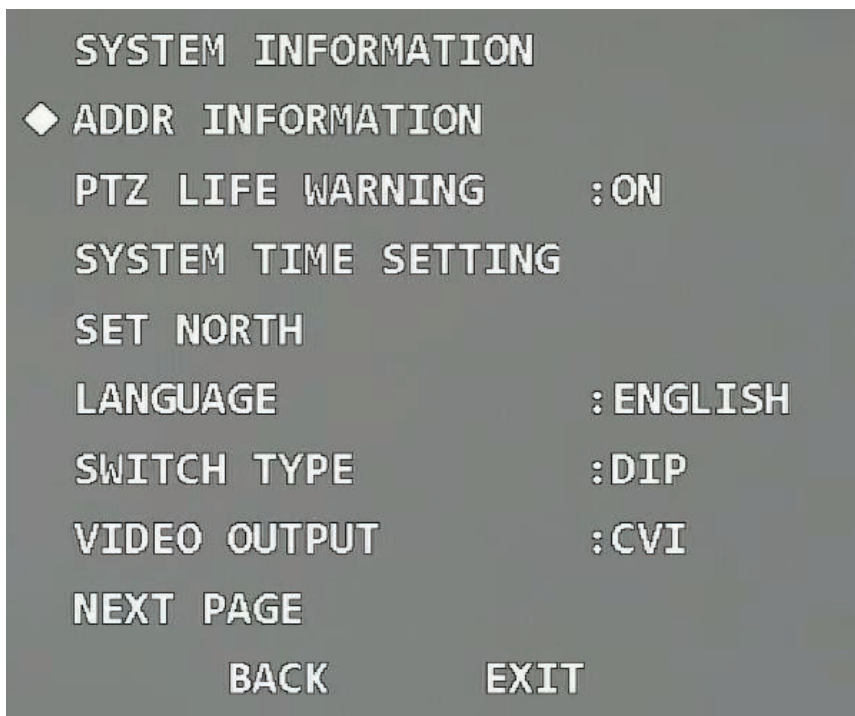 SYSTEM INFORMATION
ADDR INFORMATION
PTZ LIFE WARNING :ON
SYSTEM TIME SETTING
SET NORTH
LANGUAGE :ENGLISH
SWITCH TYPE :DIP
VIDEO OUTPUT :CVI
NEXT PAGE
BACK EXIT